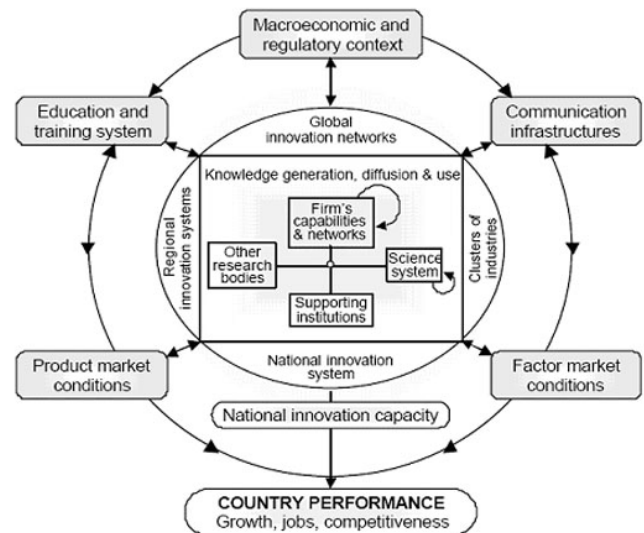 Macroeconomic and
regulatory context
Education and
training system
Communication
infrastructures
Global
innovation networks
Regional
innovation systems
Knowledge generation, diffusion & use
Firm's
capabilities
& networks
Other
research
bodies
Science
system
Supporting
institutions
Clusters of
industries
Product market
conditions
National innovation
system
Factor market
conditions
National innovation capacity
COUNTRY PERFORMANCE
Growth, jobs, competitiveness